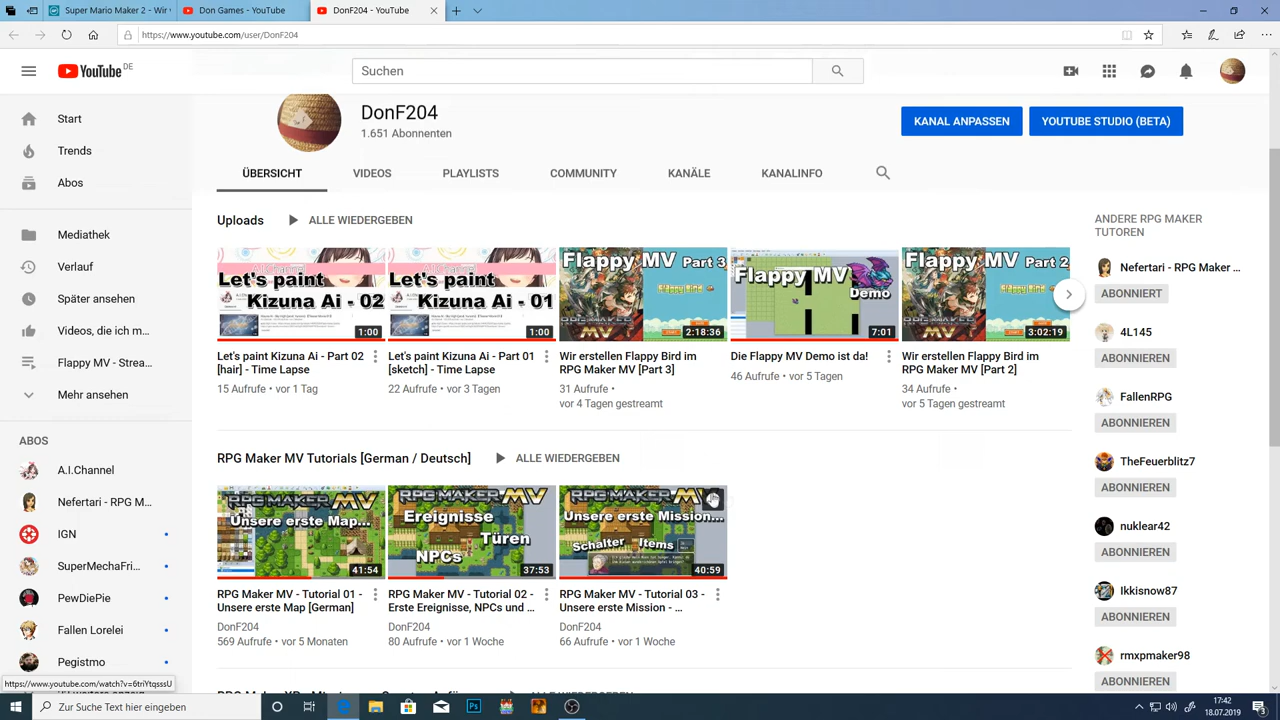 Super Mario Maker 2 - Wir
Don Games - YouTube
DonF204 - YouTube
https://www.youtube.com/user/DonF204
YouTube DE
Suchen
Start
Trends
Abos
Mediathek
Verlauf
Später ansehen
Videos, die ich m...
Flappy MV - Strea...
Mehr ansehen
ABOS
A.I.Channel
Nefertari - RPG M...
IGN
SuperMechaFri...
PewDiePie
Fallen Lorelei
Pegistmo
https://www.youtube.com/watch?v=6triYtqsssU
DonF204
1.651 Abonnenten
KANAL ANPASSEN
YOUTUBE STUDIO (BETA)
ÜBERSICHT
VIDEOS
PLAYLISTS
COMMUNITY
KANÄLE
KANALINFO
Uploads
ALLE WIEDERGEBEN
Let's paint
Kizuna Ai - 02
1:00
Let's paint Kizuna Ai - Part 02
[hair] - Time Lapse
15 Aufrufe • vor 1 Tag
Let's paint
Kizuna Ai - 01
1:00
Let's paint Kizuna Ai - Part 01
[sketch] - Time Lapse
22 Aufrufe • vor 3 Tagen
Flappy MV Part 3
2:18:36
Wir erstellen Flappy Bird im
RPG Maker MV [Part 3]
31 Aufrufe •
vor 4 Tagen gestreamt
Flappy MV
Demo
7:01
Die Flappy MV Demo ist da!
46 Aufrufe • vor 5 Tagen
Flappy MV Part 2
3:02:19
Wir erstellen Flappy Bird im
RPG Maker MV [Part 2]
34 Aufrufe •
vor 5 Tagen gestreamt
RPG Maker MV Tutorials [German / Deutsch]
ALLE WIEDERGEBEN
RPG MAKER MV
Unsere erste Map...
41:54
RPG Maker MV - Tutorial 01 -
Unsere erste Map [German]
DonF204
569 Aufrufe • vor 5 Monaten
RPG MAKER MV
Ereignisse
Türen
NPCs
37:53
RPG Maker MV - Tutorial 02 -
Erste Ereignisse, NPCs und ...
DonF204
80 Aufrufe • vor 1 Woche
RPG MAKER MV
Unsere erste Mission...
Schalter Items
40:59
RPG Maker MV - Tutorial 03 -
Unsere erste Mission - ...
DonF204
66 Aufrufe • vor 1 Woche
ANDERE RPG MAKER
TUTOREN
Nefertari - RPG Maker ...
ABONNIERT
4L145
ABONNIEREN
FallenRPG
ABONNIEREN
TheFeuerblitz7
ABONNIEREN
nuklear42
ABONNIEREN
Ikkisnow87
ABONNIEREN
rmxpmaker98
ABONNIEREN
Zur Suche Text hier eingeben
17:42
18.07.2019